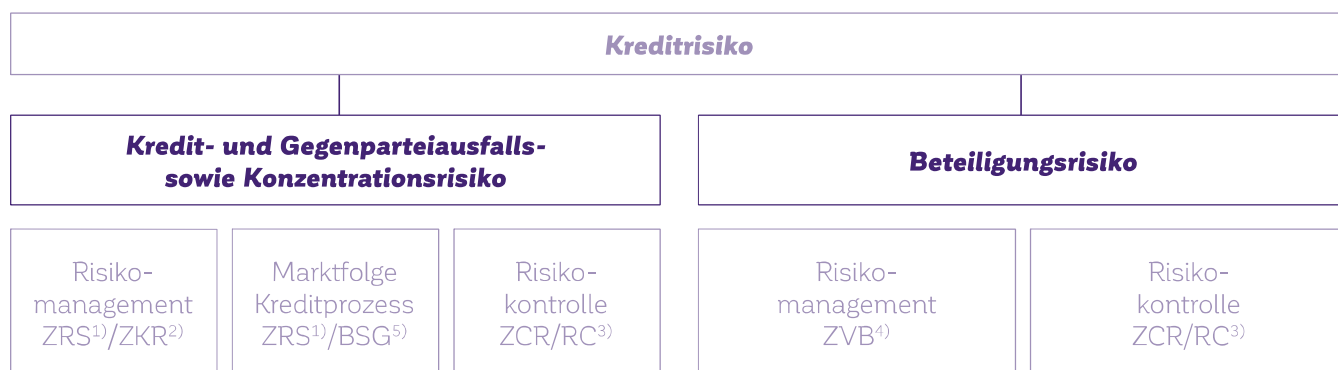 Kreditrisiko
Kredit- und Gegenparteiausfalls-
sowie Konzentrationsrisiko
Beteiligungsrisiko
Risiko-
management
ZRS¹⁾/ZKR²⁾
Marktfolge
Kreditprozess
ZRS¹⁾/BSG⁵⁾
Risiko-
kontrolle
ZCR/RC³⁾
Risiko-
management
ZVB⁴⁾
Risiko-
kontrolle
ZCR/RC³⁾